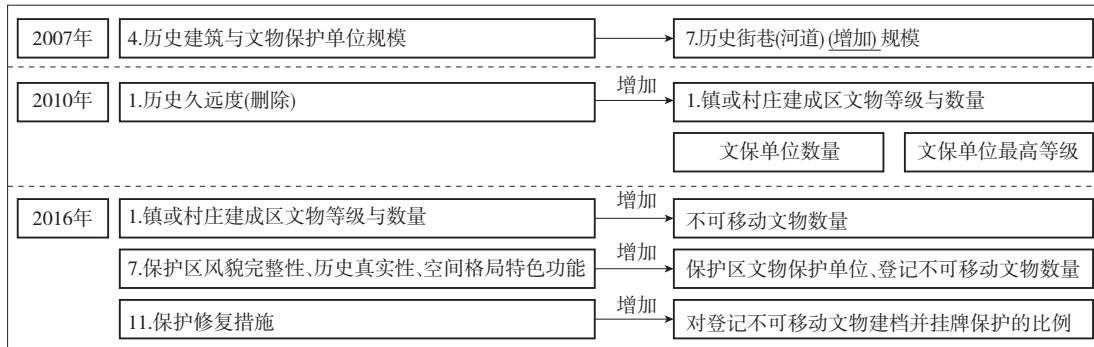 2007年
4.历史建筑与文物保护单位规模
7.历史街巷(河道)(增加)规模
2010年
1.历史久远度(删除)
增加
1.镇或村庄建成区文物等级与数量
文保单位数量
文保单位最高等级
2016年
1.镇或村庄建成区文物等级与数量
增加
不可移动文物数量
7.保护区风貌完整性、历史真实性、空间格局特色功能
增加
保护区文物保护单位、登记不可移动文物数量
11.保护修复措施
增加
对登记不可移动文物建档并挂牌保护的比例